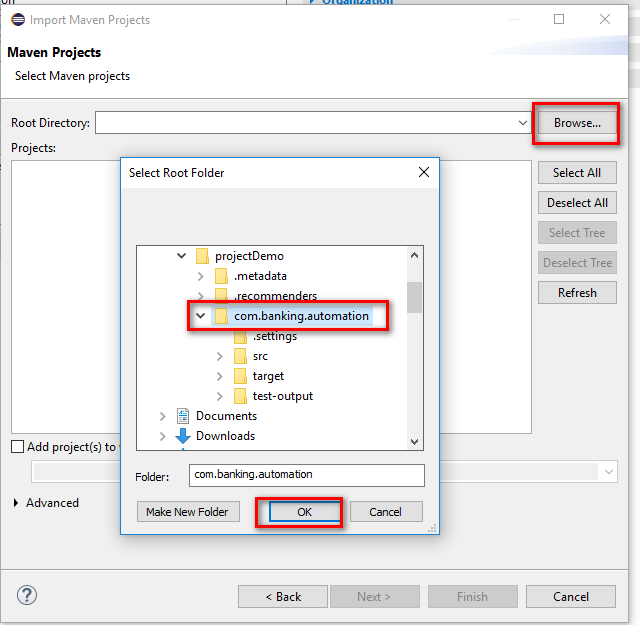 on
Organization
Import Maven Projects
Maven Projects
Select Maven projects
Root Directory:
Browse...
Projects:
Select All
Deselect All
Select Tree
Deselect Tree
Refresh
Select Root Folder
projectDemo
.metadata
.recommenders
com.banking.automation
.settings
src
target
test-output
Documents
Downloads
Folder: com.banking.automation
Make New Folder OK Cancel
Add project(s) to
Advanced
< Back Next > Finish Cancel